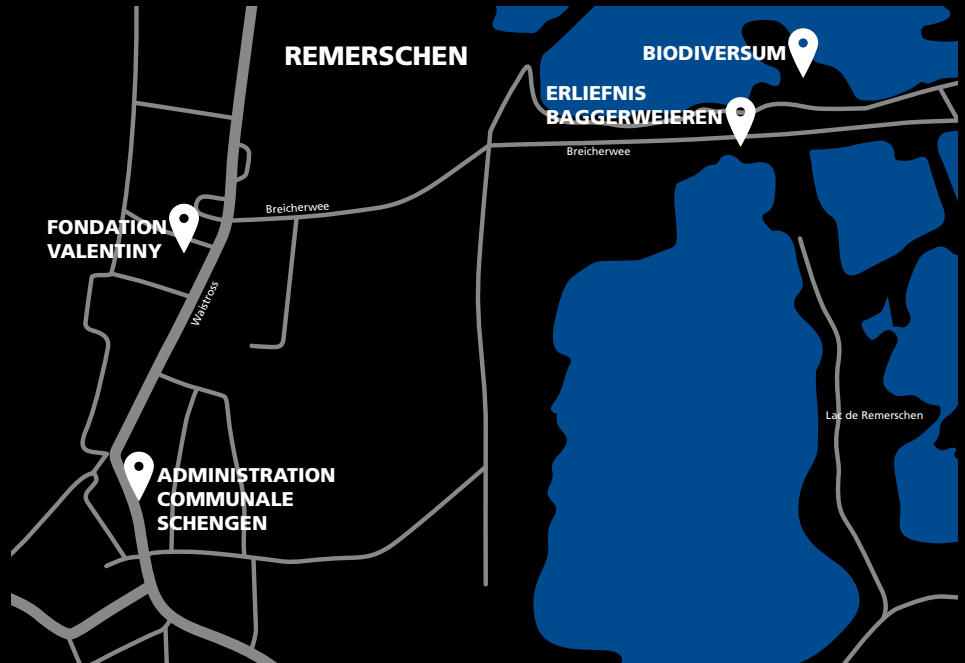 REMERSCHEN
BIODIVERSUM
ERLIEFNIS
BAGGERWEIEREN
Breicherwee
Breicherwee
FONDATION
VALENTINY
Waistross
Lac de Remerschen
ADMINISTRATION
COMMUNALE
SCHENGEN